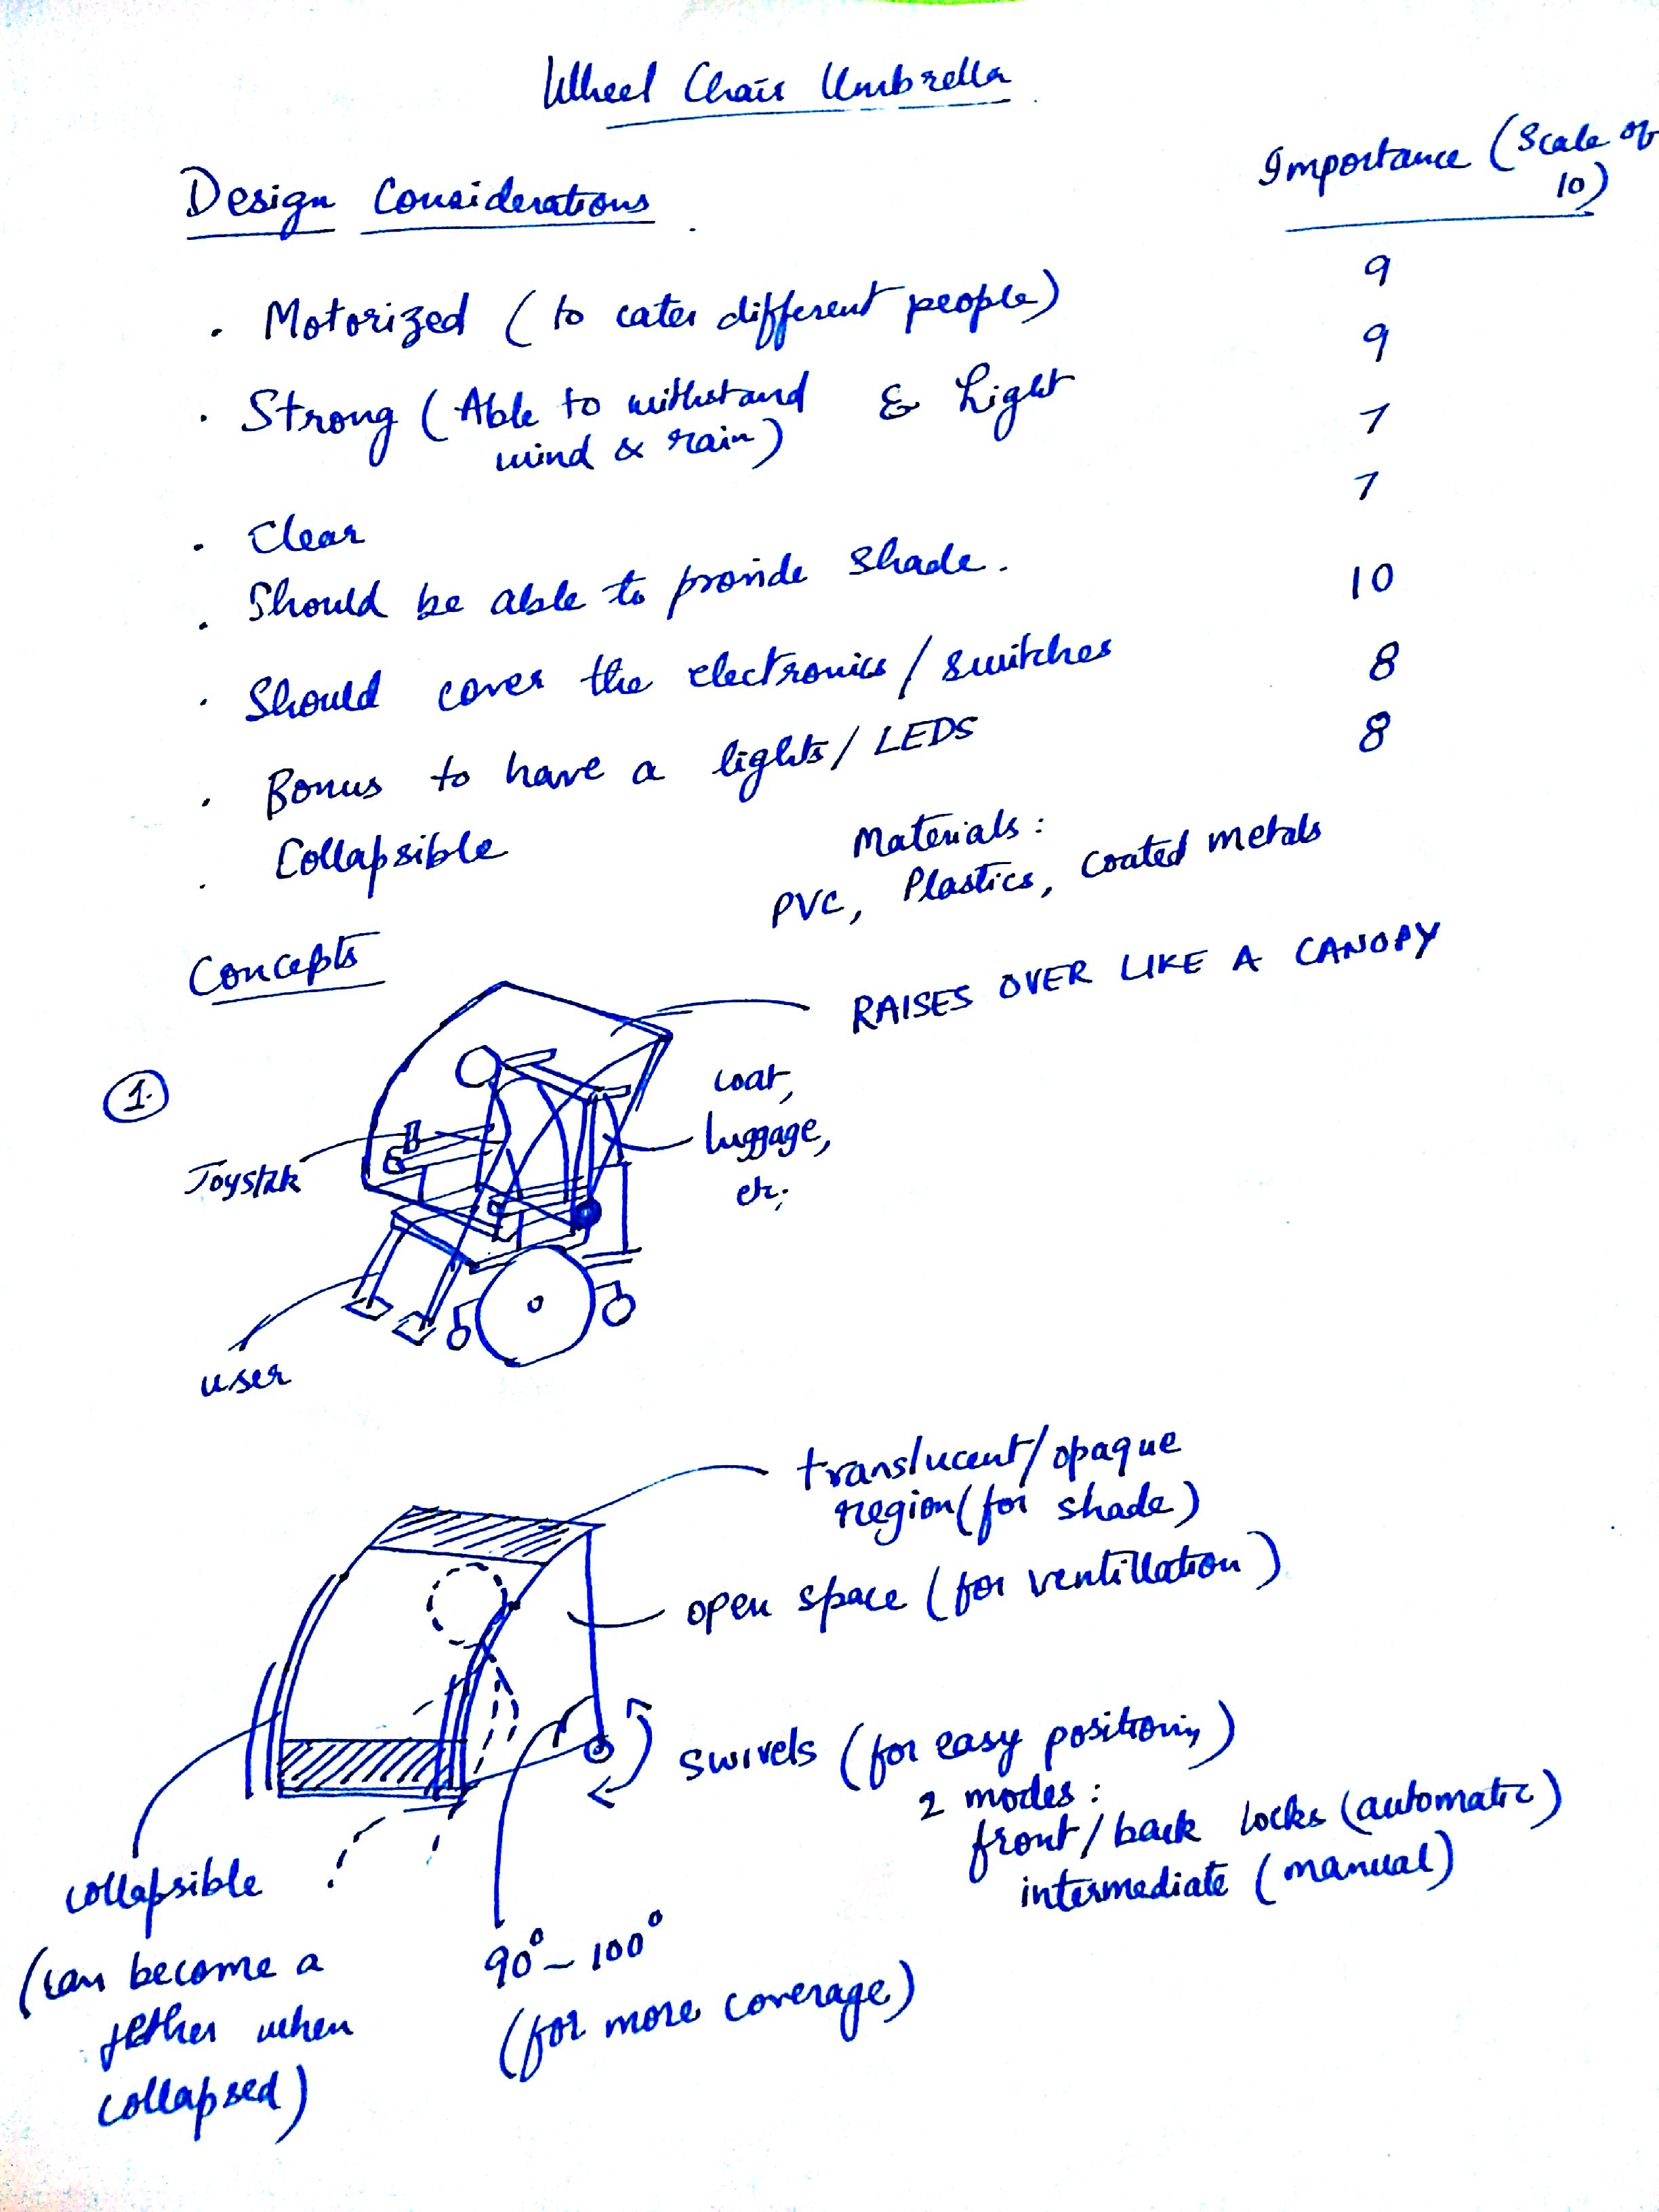 Wheel Chair Umbrella
Design Considerations
Importance (Scale of
10)
. Motorized (to cater different people) 9
. Strong (Able to withstand & Light 9
wind & rain)
. Clear 7
. Should be able to provide shade. 7
. Should cover the electronics/switches 10
. Bonus to have a lights/LEDS 8
. Collapsible 8
Materials:
PVC, Plastics, coated metals
Concepts
RAISES OVER LIKE A CANOPY
1.
coat,
luggage,
etc;
Joystick
user
translucent/opaque
region (for shade)
open space (for ventillation)
swivels (for easy positioning)
2 modes:
front/back locks (automatic)
intermediate (manual)
collapsible
(can become a
when
collapsed)
90° - 100°
(for more coverage)